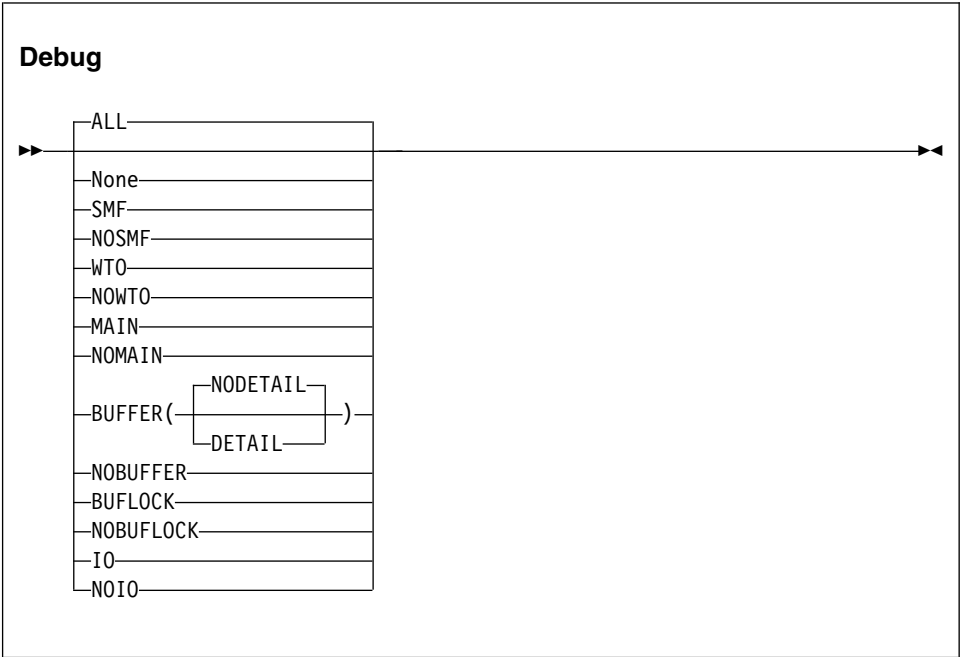 Debug
ALL
None
SMF
NOSMF
WTO
NOWTO
MAIN
NOMAIN
NODETAIL
BUFFER( )
DETAIL
NOBUFFER
BUFLOCK
NOBUFLOCK
IO
NOIO